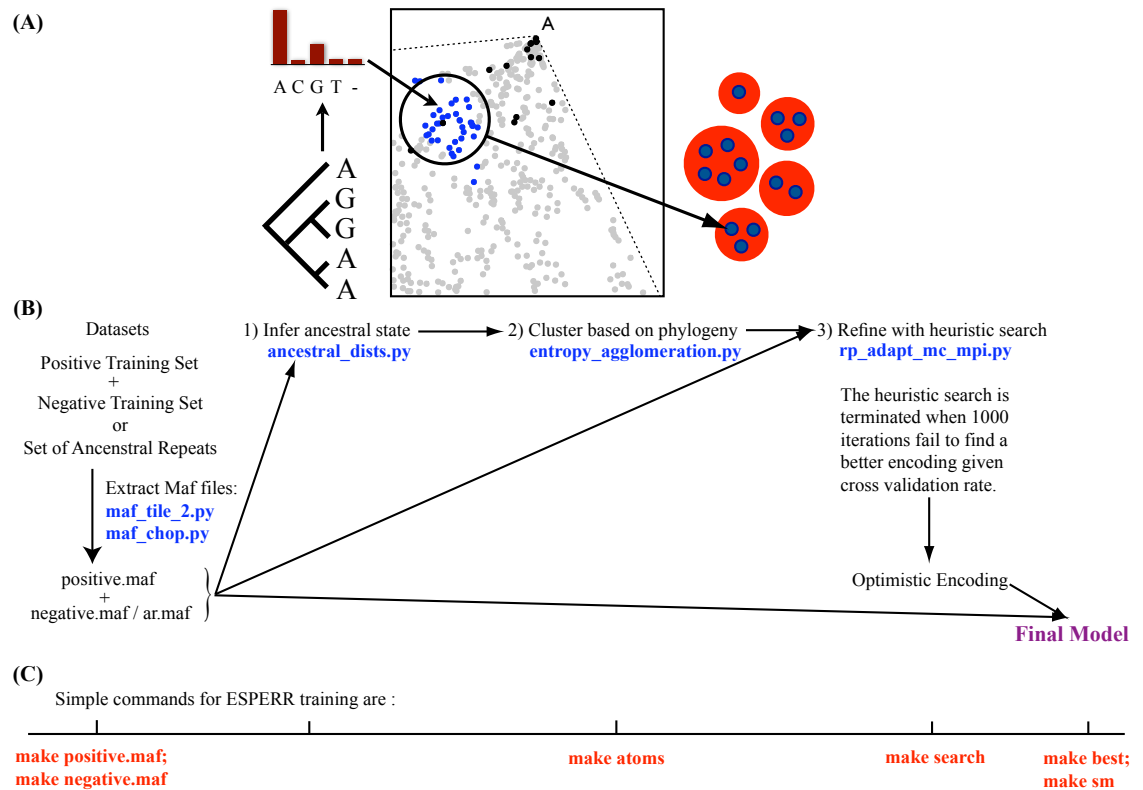 (A)
A
A C G T -
A
G
G
A
A
(B)
Datasets
Positive Training Set
+
Negative Training Set
or
Set of Ancenstral Repeats
Extract Maf files:
maf_tile_2.py
maf_chop.py
positive.maf
+
negative.maf / ar.maf
}
1) Infer ancestral state
ancestral_dists.py
2) Cluster based on phylogeny
entropy_agglomeration.py
3) Refine with heuristic search
rp_adapt_mc_mpi.py
The heuristic search is
terminated when 1000
iterations fail to find a
better encoding given
cross validation rate.
Optimistic Encoding
Final Model
(C)
Simple commands for ESPERR training are :
make positive.maf;
make negative.maf
make atoms
make search
make best;
make sm